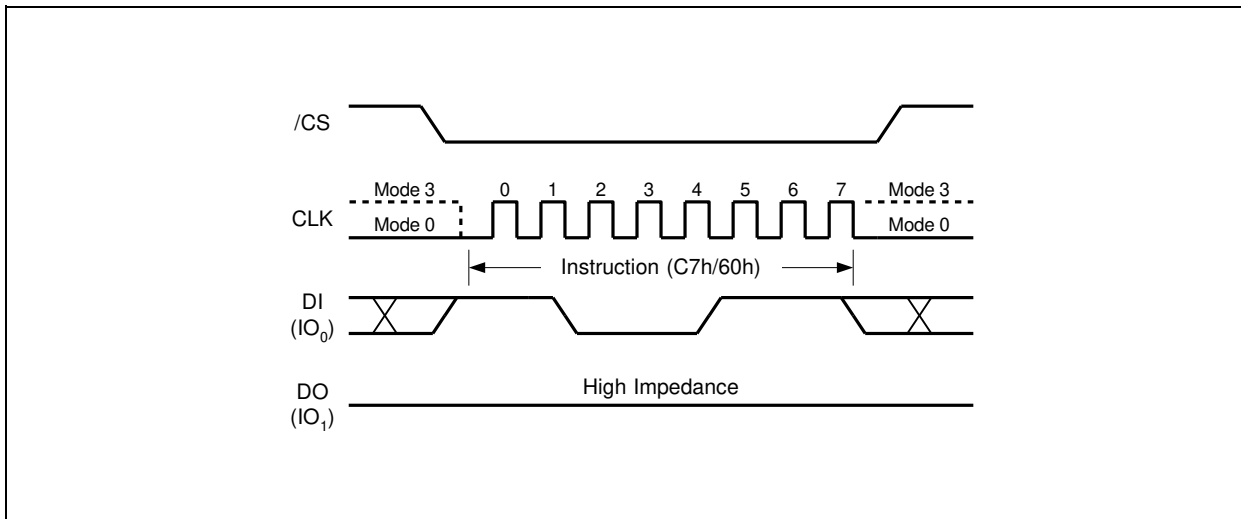 /CS
Mode 3 0 1 2 3 4 5 6 7 Mode 3
CLK
Mode 0 Mode 0
Instruction (C7h/60h)
DI
(IO0)
High Impedance
DO
(IO1)